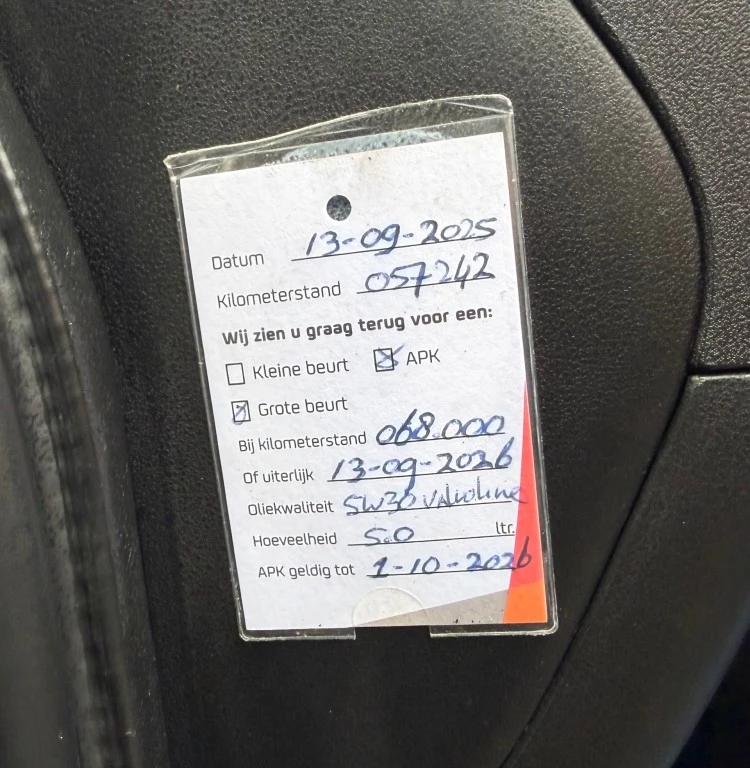 Datum 13-09-2025
Kilometerstand 057242
Wij zien u graag terug voor een:
Kleine beurt APK
Grote beurt
Bij kilometerstand 068.000
Of uiterlijk 13-09-2026
Oliekwaliteit 5W30 Valvoline
Hoeveelheid 5.0 ltr.
APK geldig tot 1-10-2026